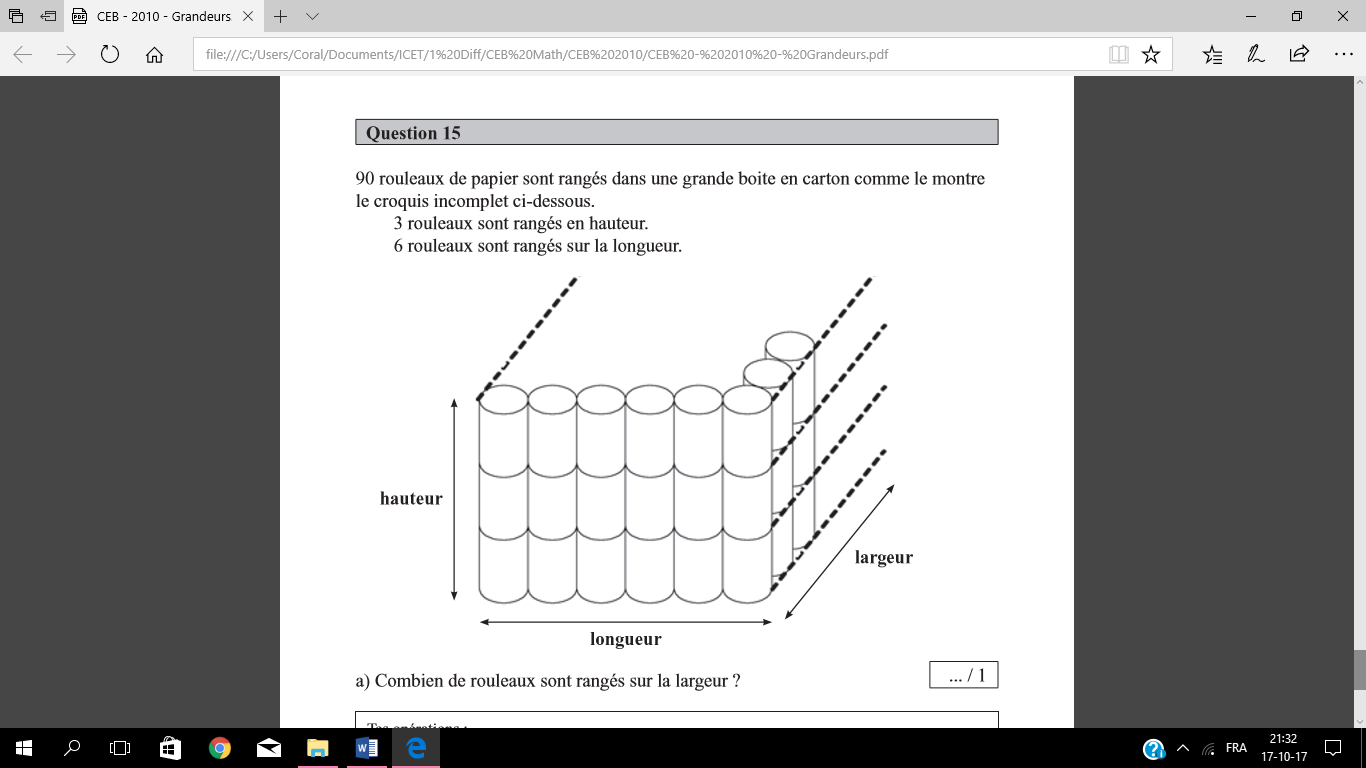 CEB - 2010 - Grandeurs
file:///C:/Users/Coral/Documents/ICET/1%20Diff/CEB%20Math/CEB%202010/CEB%20-%202010%20-%20Grandeurs.pdf
Question 15
90 rouleaux de papier sont rangés dans une grande boite en carton comme le montre
le croquis incomplet ci-dessous.
3 rouleaux sont rangés en hauteur.
6 rouleaux sont rangés sur la longueur.
hauteur
largeur
longueur
a) Combien de rouleaux sont rangés sur la largeur ?
... / 1
Tes opérations :
FRA
21:32
17-10-17